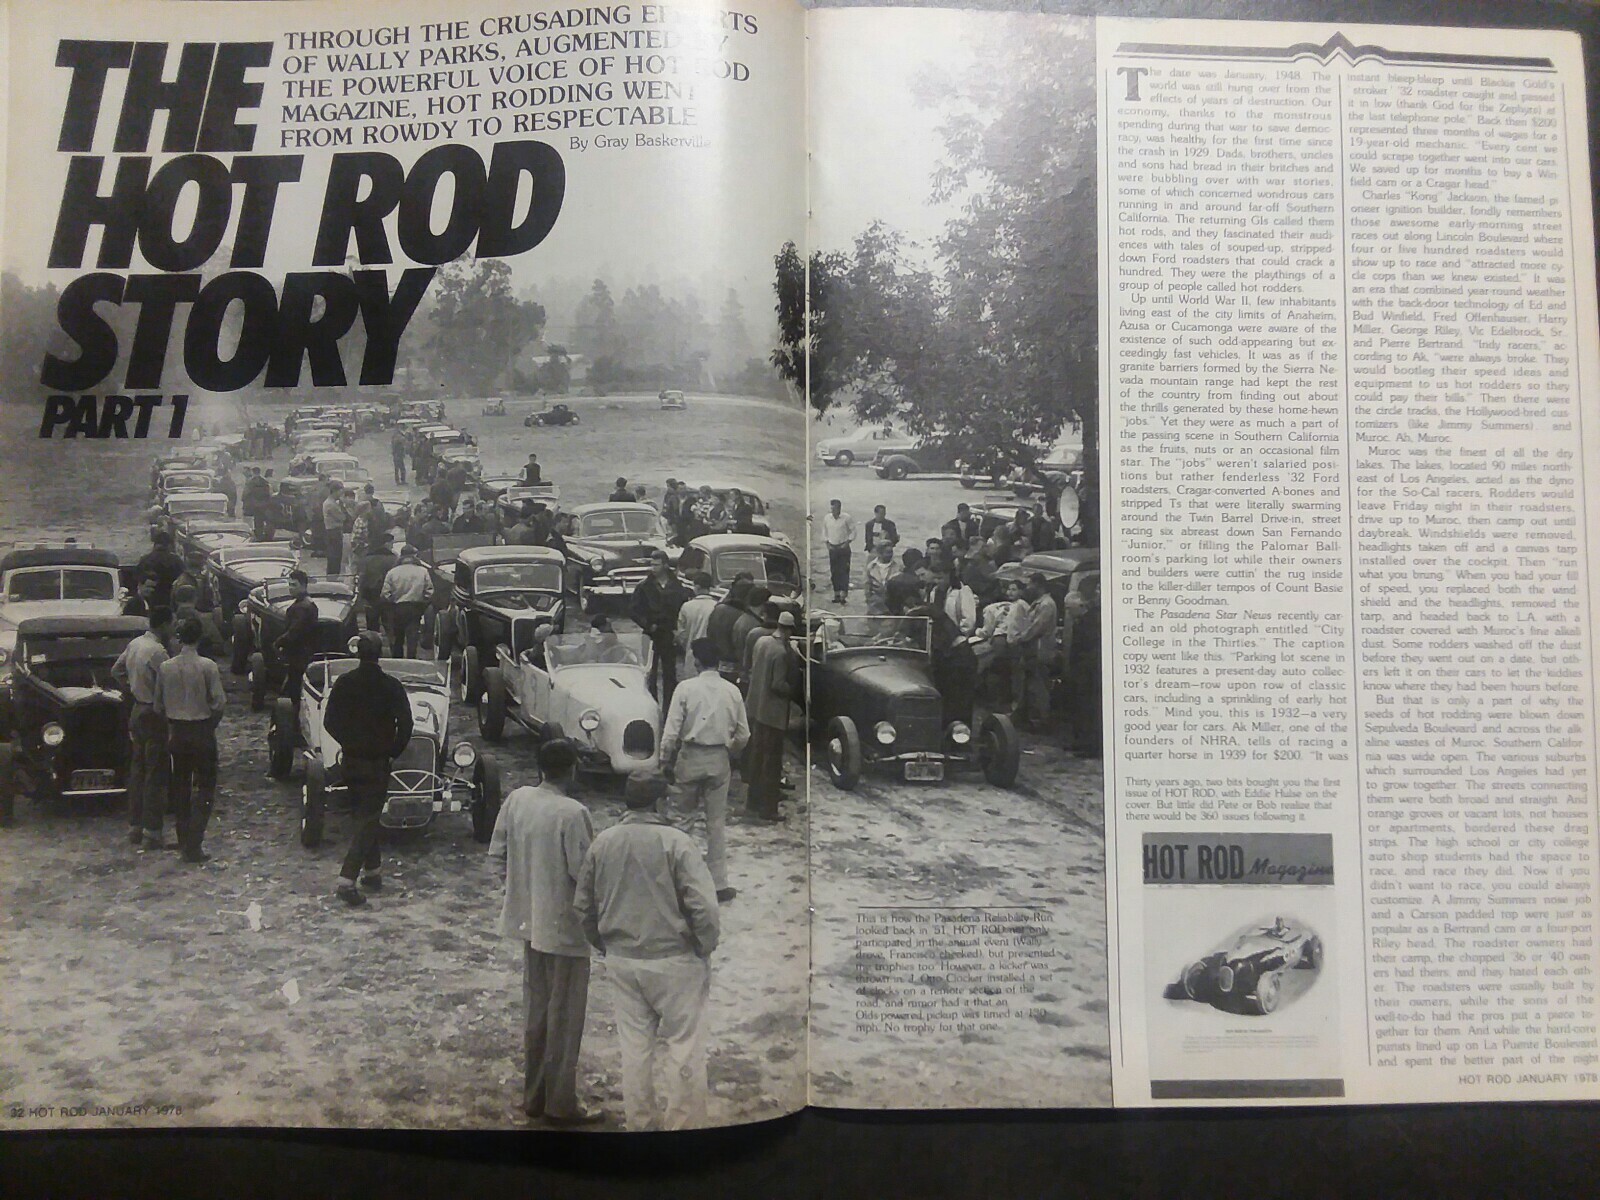 THE
HOT ROD
STORY
PART 1
THROUGH THE CRUSADING EFFORTS
OF WALLY PARKS, AUGMENTED BY
THE POWERFUL VOICE OF HOT ROD
MAGAZINE, HOT RODDING WENT
FROM ROWDY TO RESPECTABLE
By Gray Baskerville
This is how the Pasadena Reliability Run
looked back in '51. HOT ROD not only
participated in the annual event (Wally
drove, Francisco checked), but presented
the trophies too. However, a kicker was
thrown in. J. Otto Crocker installed a set
of clocks on a remote section of the
road, and rumor had it that an
Olds-powered pickup was timed at 130
mph. No trophy for that one.
32 HOT ROD JANUARY 1978
The date was January, 1948. The
world was still hung over from the
effects of years of destruction. Our
economy, thanks to the monstrous
spending during that war to save democ-
racy, was healthy for the first time since
the crash in 1929. Dads, brothers, uncles
and sons had bread in their britches and
were bubbling over with war stories,
some of which concerned wondrous cars
running in and around far-off Southern
California. The returning GIs called them
hot rods, and they fascinated their audi-
ences with tales of souped-up, stripped-
down Ford roadsters that could crack a
hundred. They were the playthings of a
group of people called hot rodders.
Up until World War II, few inhabitants
living east of the city limits of Anaheim,
Azusa or Cucamonga were aware of the
existence of such odd-appearing but ex-
ceedingly fast vehicles. It was as if the
granite barriers formed by the Sierra Ne-
vada mountain range had kept the rest
of the country from finding out about
the thrills generated by these home-hewn
"jobs." Yet they were as much a part of
the passing scene in Southern California
as the fruits, nuts or an occasional film
star. The "jobs" weren't salaried posi-
tions but rather fenderless '32 Ford
roadsters, Cragar-converted A-bones and
stripped Ts that were literally swarming
around the Twin Barrel Drive-in, street
racing six abreast down San Fernando
"Junior," or filling the Palomar Ball-
room's parking lot while their owners
and builders were cuttin' the rug inside
to the killer-diller tempos of Count Basie
or Benny Goodman.
The Pasadena Star News recently car-
ried an old photograph entitled "City
College in the Thirties." The caption
copy went like this. "Parking lot scene in
1932 features a present-day auto collec-
tor's dream—row upon row of classic
cars, including a sprinkling of early hot
rods." Mind you, this is 1932—a very
good year for cars. Ak Miller, one of the
founders of NHRA, tells of racing a
quarter horse in 1939 for $200. "It was
Thirty years ago, two bits bought you the first
issue of HOT ROD, with Eddie Hulse on the
cover. But little did Pete or Bob realize that
there would be 360 issues following it.
HOT ROD Magazine
instant bleep-bleep until Blackie Gold's
'stroker' '32 roadster caught and passed
it in low (thank God for the Zephyrs) at
the last telephone pole." Back then $200
represented three months of wages for a
19-year-old mechanic. "Every cent we
could scrape together went into our cars.
We saved up for months to buy a Win-
field cam or a Cragar head."
Charles "Kong" Jackson, the famed pi-
oneer ignition builder, fondly remembers
those awesome early-morning street
races out along Lincoln Boulevard where
four or five hundred roadsters would
show up to race and "attracted more cy-
cle cops than we knew existed." It was
an era that combined year-round weather
with the back-door technology of Ed and
Bud Winfield, Fred Offenhauser, Harry
Miller, George Riley, Vic Edelbrock, Sr.,
and Pierre Bertrand. "Indy racers," ac-
cording to Ak, "were always broke. They
would bootleg their speed ideas and
equipment to us hot rodders so they
could pay their bills." Then there were
the circle tracks, the Hollywood-bred cus-
tomizers (like Jimmy Summers) and
Muroc. Ah, Muroc.
Muroc was the finest of all the dry
lakes. The lakes, located 90 miles north-
east of Los Angeles, acted as the dyno
for the So-Cal racers. Rodders would
leave Friday night in their roadsters,
drive up to Muroc, then camp out until
daybreak. Windshields were removed,
headlights taken off and a canvas tarp
installed over the cockpit. Then "run
what you brung." When you had your fill
of speed, you replaced both the wind-
shield and the headlights, removed the
tarp, and headed back to L.A. with a
roadster covered with Muroc's fine alkali
dust. Some rodders washed off the dust
before they went out on a date, but oth-
ers left it on their cars to let the kiddies
know where they had been hours before.
But that is only a part of why the
seeds of hot rodding were blown down
Sepulveda Boulevard and across the alk-
aline wastes of Muroc. Southern Califor-
nia was wide open. The various suburbs
which surrounded Los Angeles had yet
to grow together. The streets connecting
them were both broad and straight. And
orange groves or vacant lots, not houses
or apartments, bordered these drag
strips. The high school or city college
auto shop students had the space to
race, and race they did. Now if you
didn't want to race, you could always
customize. A Jimmy Summers nose job
and a Carson padded top were just as
popular as a Bertrand cam or a four-port
Riley head. The roadster owners had
their camp, the chopped '36 or '40 own-
ers had theirs, and they hated each oth-
er. The roadsters were usually built by
their owners, while the sons of the
well-to-do had the pros put a piece to-
gether for them. And while the hard-core
purists lined up on La Puente Boulevard
and spent the better part of the night
HOT ROD JANUARY 1978